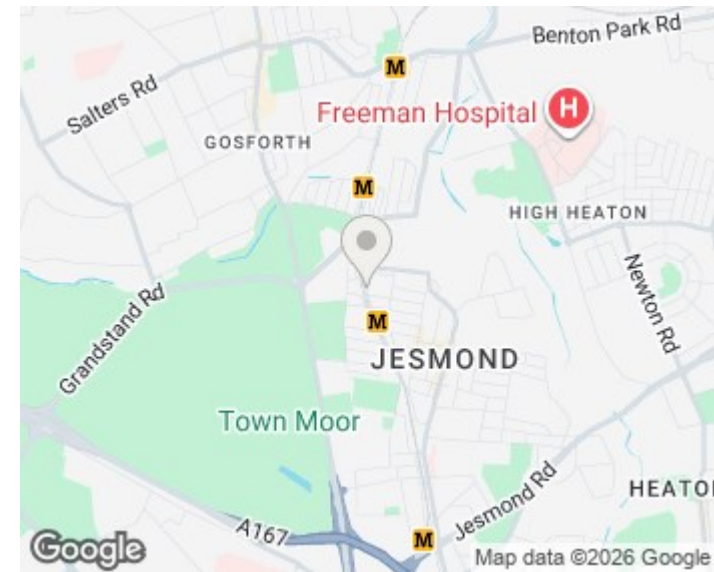 Benton Park Rd
Salters Rd
M
Freeman Hospital H
GOSFORTH
M
HIGH HEATON
Newton Rd
Grandstand Rd
M
JESMOND
Town Moor
Jesmond Rd
HEATO
A167
M
Google
Map data ©2026 Google